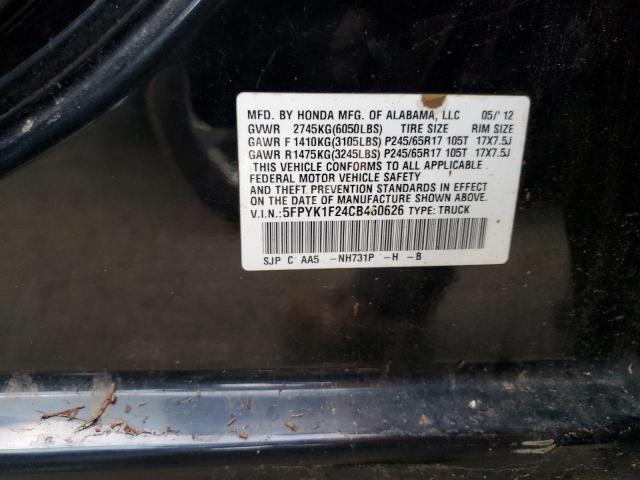 MFD. BY HONDA MFG. OF ALABAMA, LLC 05/'12
GVWR 2745KG(6050LBS) TIRE SIZE RIM SIZE
GAWR F 1410KG(3105LBS) P245/65R17 105T 17X7.5J
GAWR R 1475KG(3245LBS) P245/65R17 105T 17X7.5J
THIS VEHICLE CONFORMS TO ALL APPLICABLE
FEDERAL MOTOR VEHICLE SAFETY
AND THEFT PREVENTION STANDARDS IN EFFECT
ON THE DATE OF MANUFACTURE SHOWN ABOVE.
V.I.N.:5FPYK1F24CB460626 TYPE: TRUCK
SJP C AA5 -NH731P -H -B